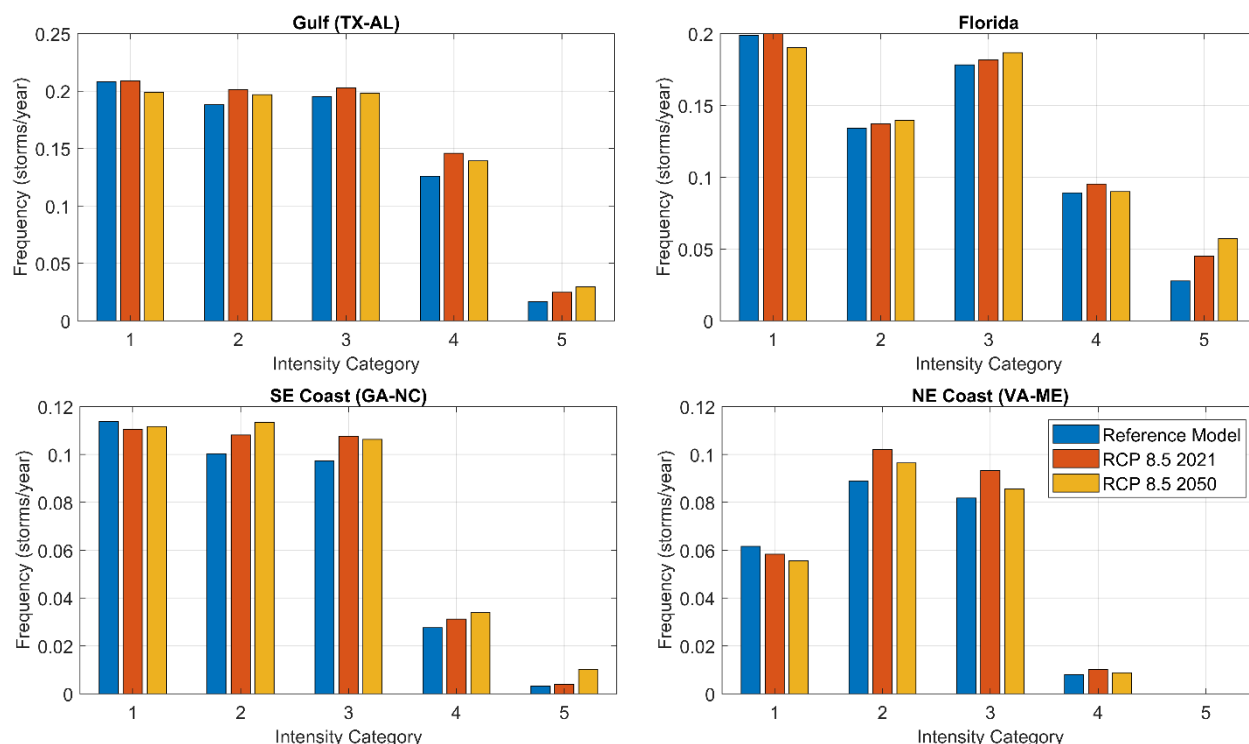 Gulf (TX-AL)
0.25
0.2
0.15
0.1
0.05
0
Frequency (storms/year)
1 2 3 4 5
Intensity Category
Florida
0.2
0.15
0.1
0.05
0
Frequency (storms/year)
1 2 3 4 5
Intensity Category
SE Coast (GA-NC)
0.12
0.1
0.08
0.06
0.04
0.02
0
Frequency (storms/year)
1 2 3 4 5
Intensity Category
NE Coast (VA-ME)
0.12
0.1
0.08
0.06
0.04
0.02
0
Frequency (storms/year)
Reference Model
RCP 8.5 2021
RCP 8.5 2050
1 2 3 4 5
Intensity Category